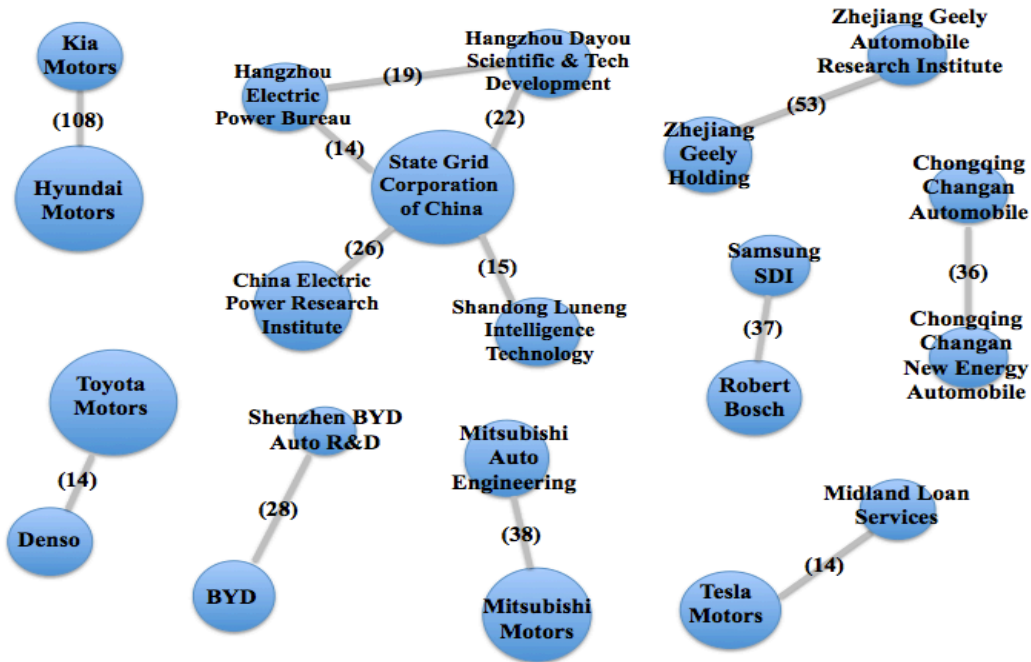 Kia
Motors
(108)
Hyundai
Motors
Hangzhou
Electric
Power Bureau
(19)
Hangzhou Dayou
Scientific & Tech
Development
(14)
(22)
State Grid
Corporation
of China
(26)
(15)
China Electric
Power Research
Institute
Shandong Luneng
Intelligence
Technology
Zhejiang Geely
Automobile
Research Institute
(53)
Zhejiang
Geely
Holding
Chongqing
Changan
Automobile
(36)
Chongqing
Changan
New Energy
Automobile
Samsung
SDI
(37)
Robert
Bosch
Toyota
Motors
(14)
Denso
Shenzhen BYD
Auto R&D
(28)
BYD
Mitsubishi
Auto
Engineering
(38)
Mitsubishi
Motors
Midland Loan
Services
(14)
Tesla
Motors